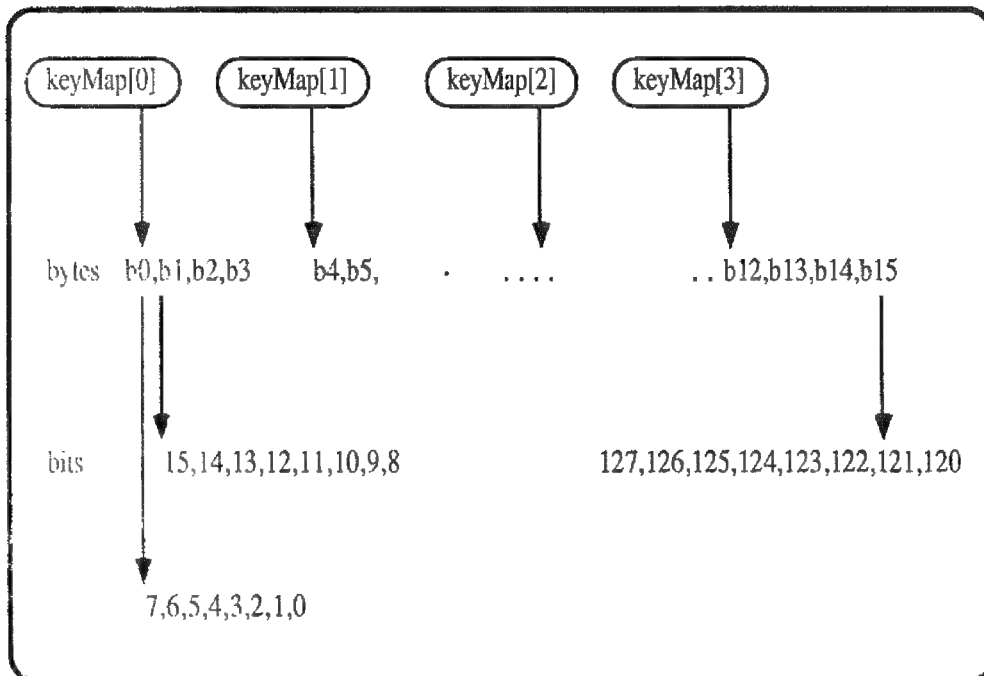 keyMap[0] keyMap[1] keyMap[2] keyMap[3]
bytes b0,b1,b2,b3 b4,b5, . .... ..b12,b13,b14,b15
bits 15,14,13,12,11,10,9,8 127,126,125,124,123,122,121,120
7,6,5,4,3,2,1,0